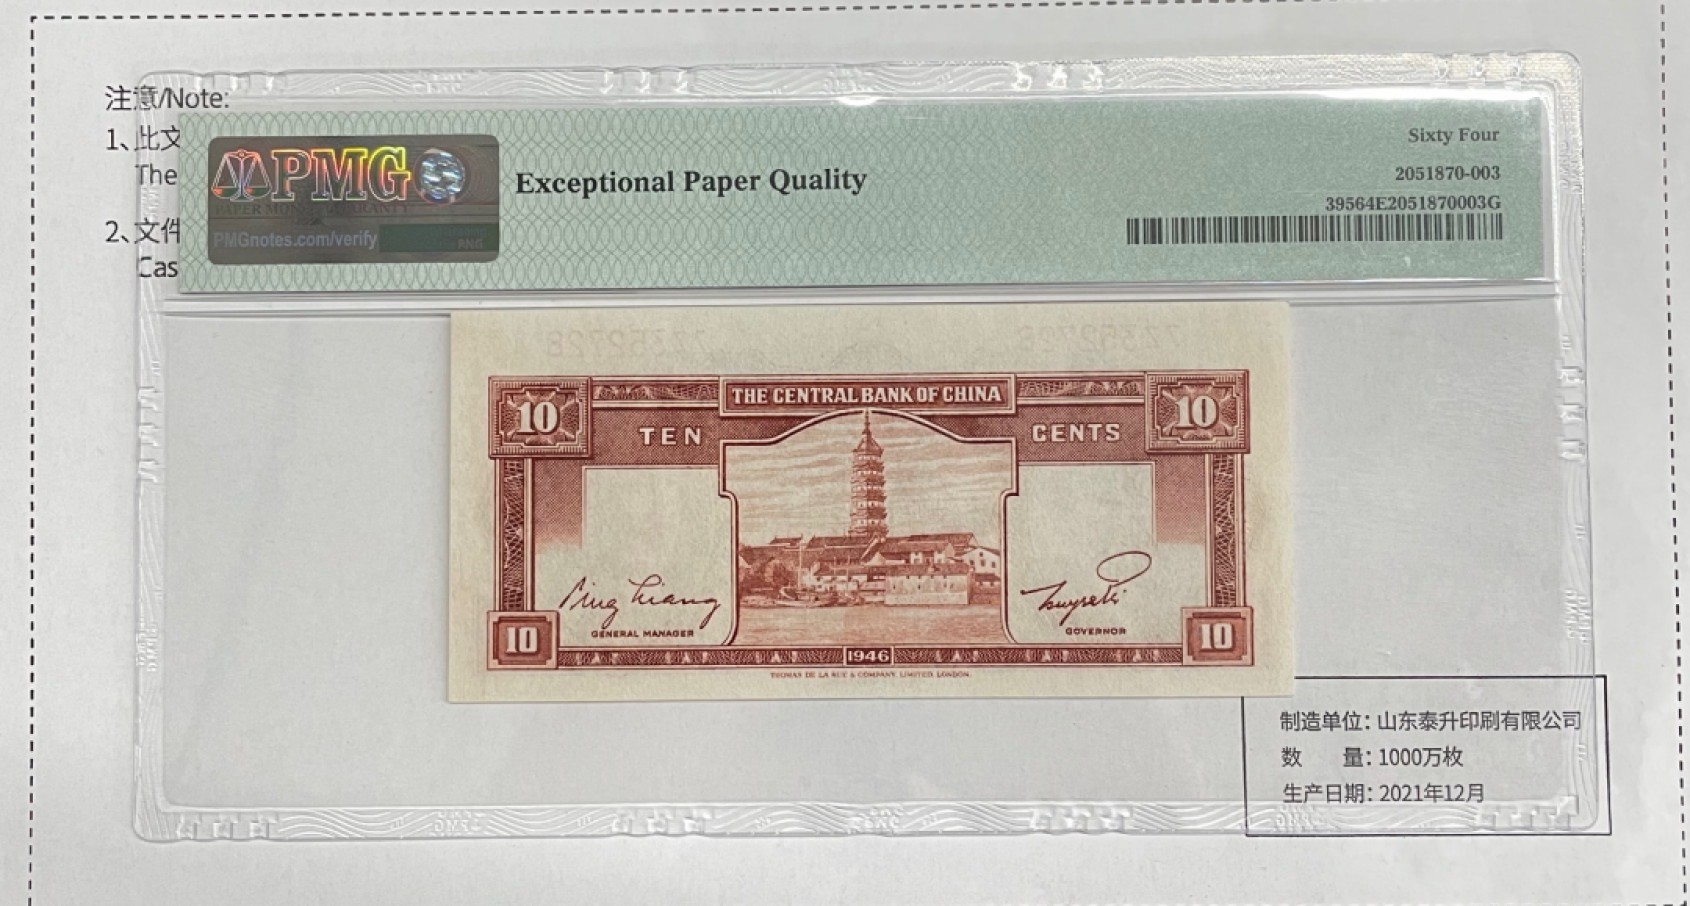 注意/Note:
1、此文
The
2、文件
Cas
PMG
PAPER MONEY GUARANTY
PMGnotes.com/verify
PMG
Exceptional Paper Quality
Sixty Four
2051870-003
39564E2051870003G
THE CENTRAL BANK OF CHINA
10
TEN
CENTS
10
GENERAL MANAGER
GOVERNOR
10
1946
10
THOMAS DE LA RUE & COMPANY, LIMITED, LONDON.
制造单位：山东泰升印刷有限公司
数 量：1000万枚
生产日期：2021年12月